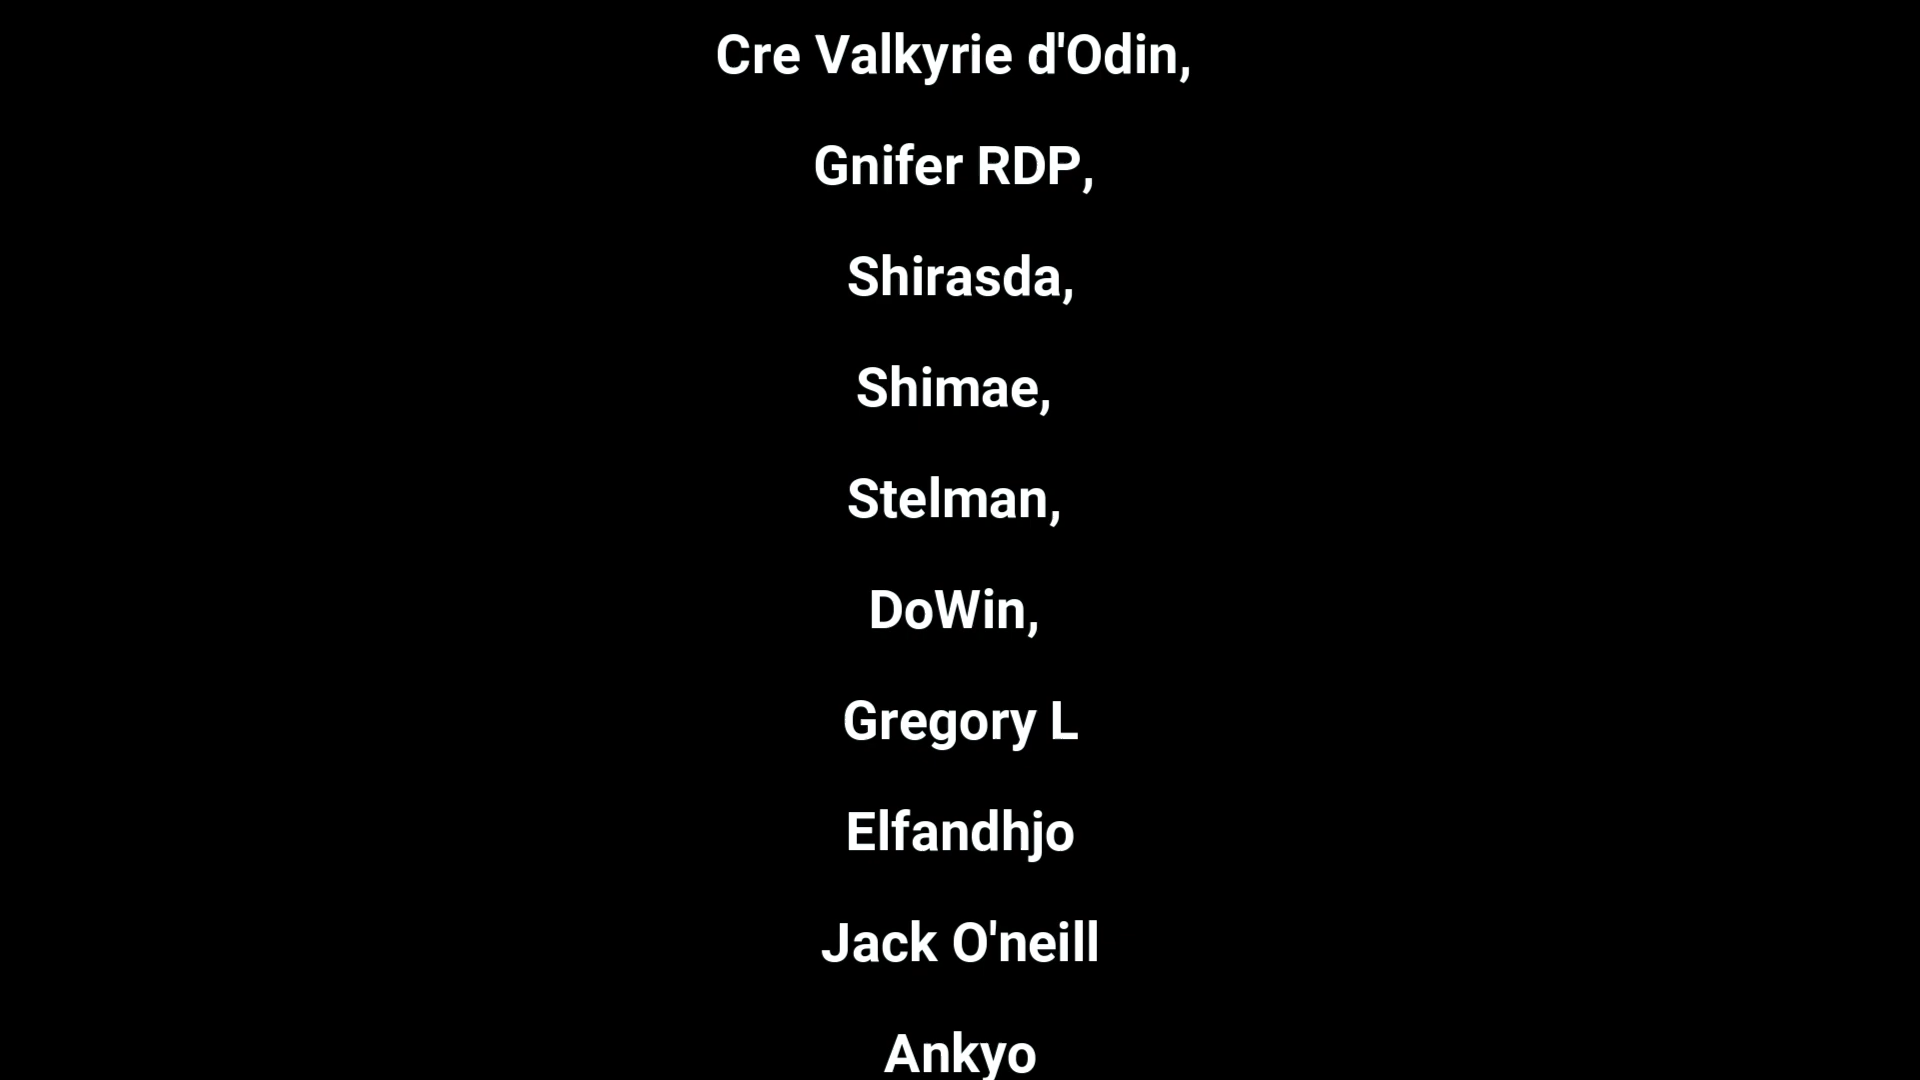 Cre Valkyrie d'Odin,
Gnifer RDP,
Shirasda,
Shimae,
Stelman,
DoWin,
Gregory L
Elfandhjo
Jack O'neill
Ankyo